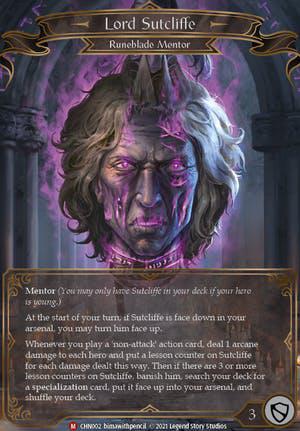 Lord Sutcliffe
Runeblade Mentor
Mentor (You may only have Sutcliffe in your deck if your hero
is young.)
At the start of your turn, if Sutcliffe is face down in your
arsenal, you may turn him face up.
Whenever you play a 'non-attack' action card, deal 1 arcane
damage to each hero and put a lesson counter on Sutcliffe
for each damage dealt this way. Then if there are 3 or more
lesson counters on Sutcliffe, banish him, search your deck for
a specialization card, put it face up into your arsenal, and
shuffle your deck.
3
M CHN002 bimawithpencil © 2021 Legend Story Studios